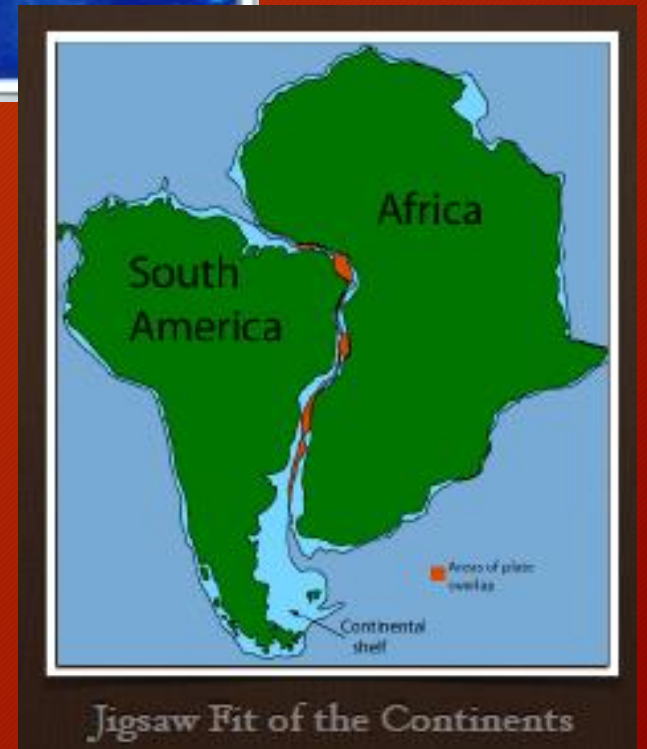 Africa
South
America
Areas of plate
overlap
Continental
shelf
Jigsaw Fit of the Continents